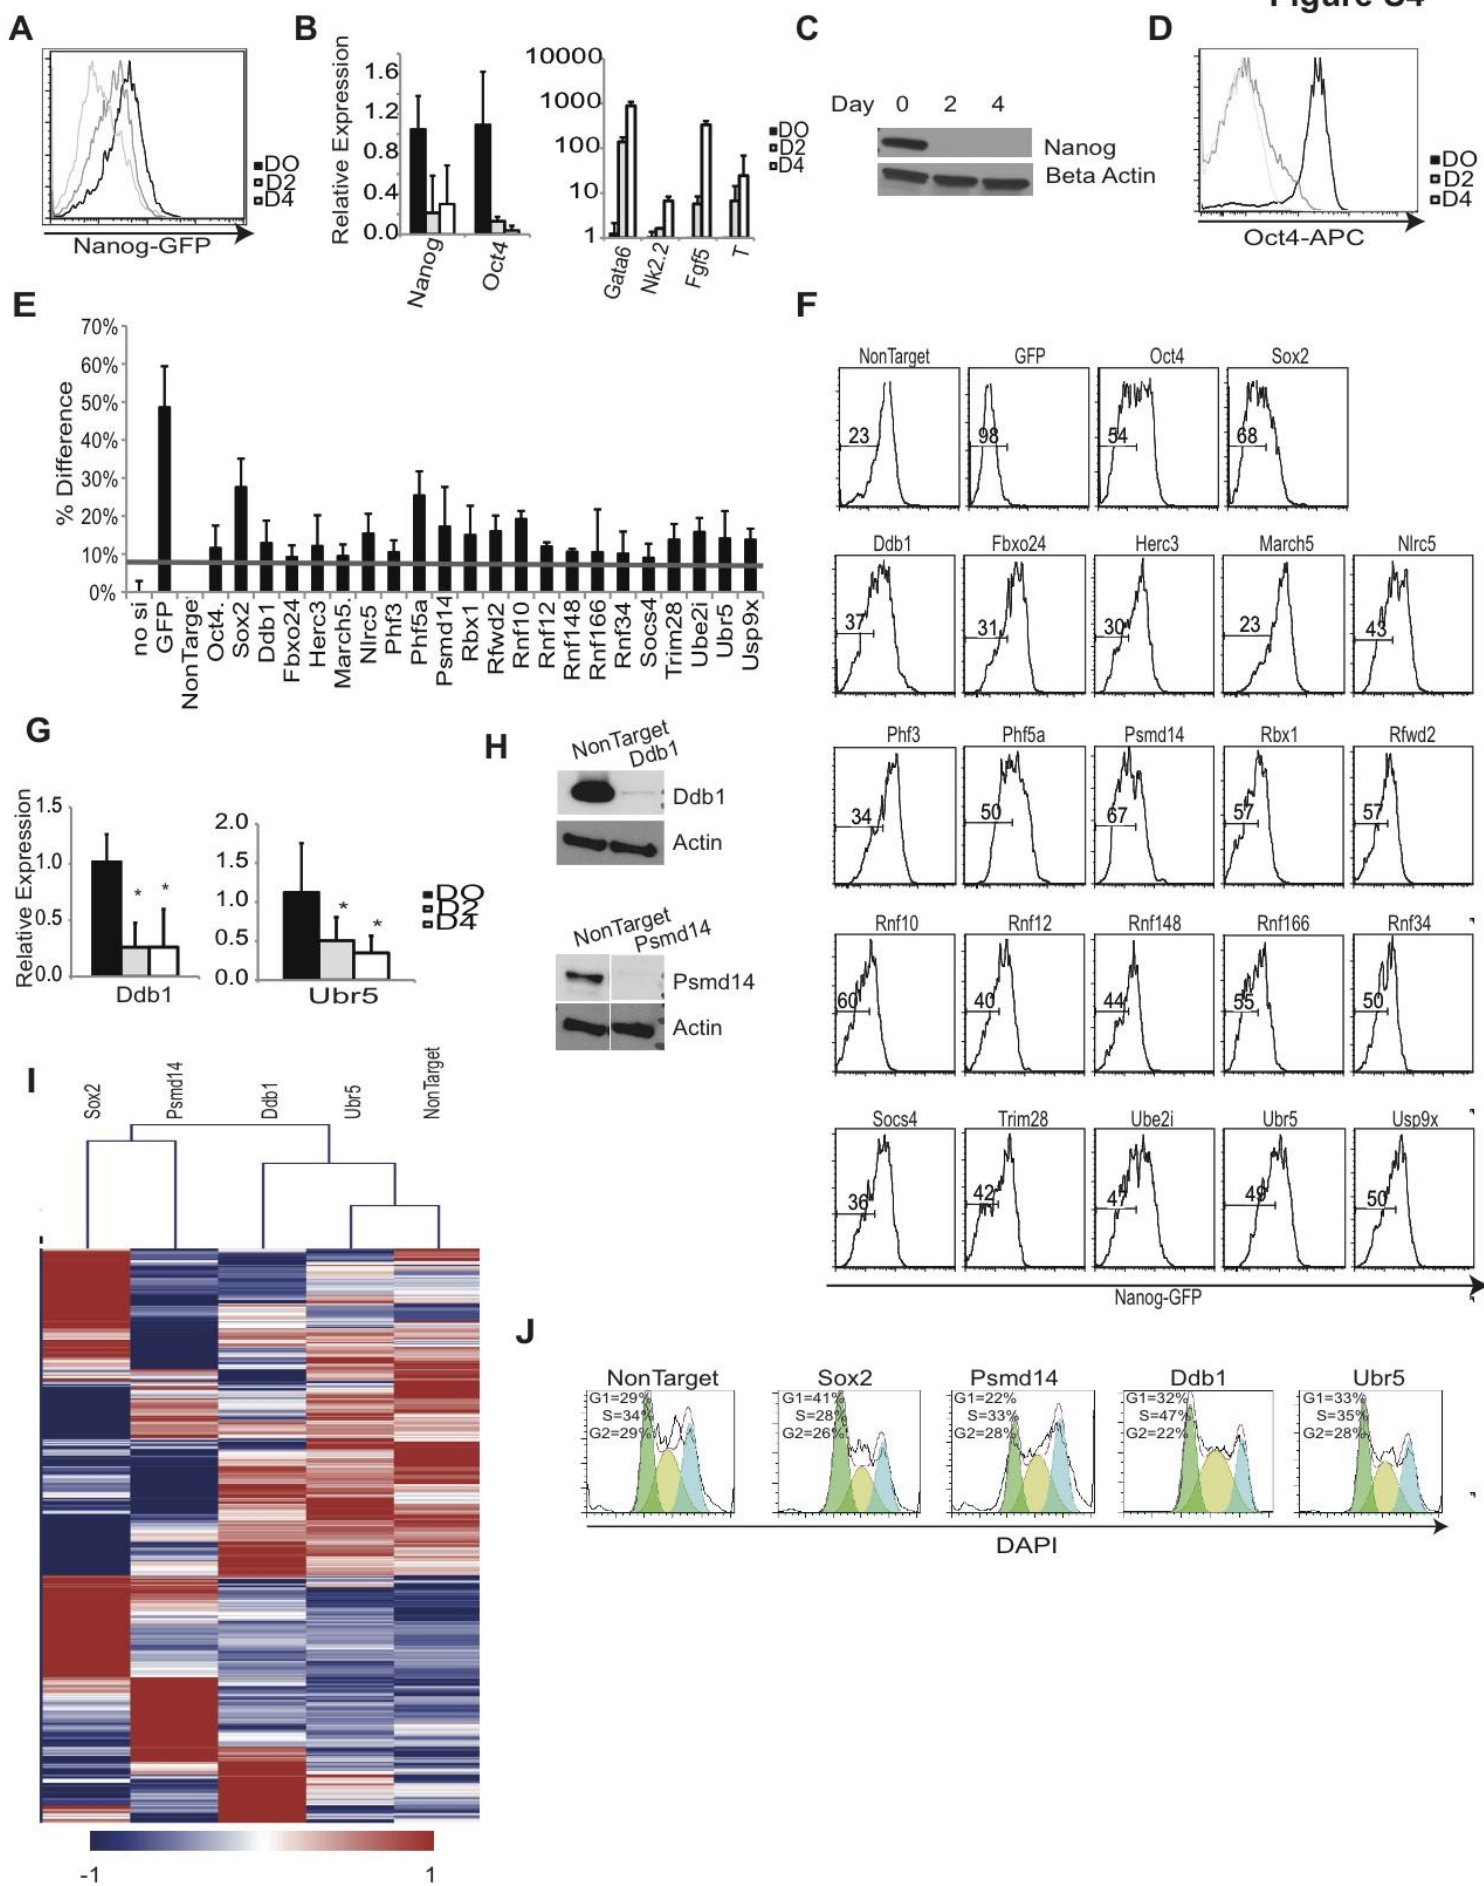 Figure S4
A
Nanog-GFP
DO
D2
D4
B
Relative Expression
1.6
1.2
0.8
0.4
0.0
Nanog
Oct4
10000
1000
100
10
1
Gata6
Nk2.2
Fgf5
T
DO
D2
D4
C
Day 0 2 4
Nanog
Beta Actin
D
Oct4-APC
DO
D2
D4
E
% Difference
70%
60%
50%
40%
30%
20%
10%
0%
no si
GFP
NonTarge
Oct4.
Sox2
Ddb1
Fbxo24
Herc3
March5.
Nlrc5
Phf3
Phf5a
Psmd14
Rbx1
Rfwd2
Rnf10
Rnf12
Rnf148
Rnf166
Rnf34
Socs4
Trim28
Ube2i
Ubr5
Usp9x
F
NonTarget GFP Oct4 Sox2
23 98 54 68
Ddb1 Fbxo24 Herc3 March5 Nlrc5
37 31 30 23 43
Phf3 Phf5a Psmd14 Rbx1 Rfwd2
34 50 67 57 57
Rnf10 Rnf12 Rnf148 Rnf166 Rnf34
60 40 44 55 50
Socs4 Trim28 Ube2i Ubr5 Usp9x
36 42 47 49 50
Nanog-GFP
G
Relative Expression
1.5
1.0
0.5
0.0
* *
Ddb1
2.0
1.5
1.0
0.5
0.0
* *
Ubr5
DO
D2
D4
H
NonTarget
Ddb1
Ddb1
Actin
NonTarget
Psmd14
Psmd14
Actin
I
Sox2
Psmd14
Ddb1
Ubr5
NonTarget
-1 1
J
NonTarget
G1=29%
S=34%
G2=29%
Sox2
G1=41%
S=28%
G2=26%
Psmd14
G1=22%
S=33%
G2=28%
Ddb1
G1=32%
S=47%
G2=22%
Ubr5
G1=33%
S=35%
G2=28%
DAPI